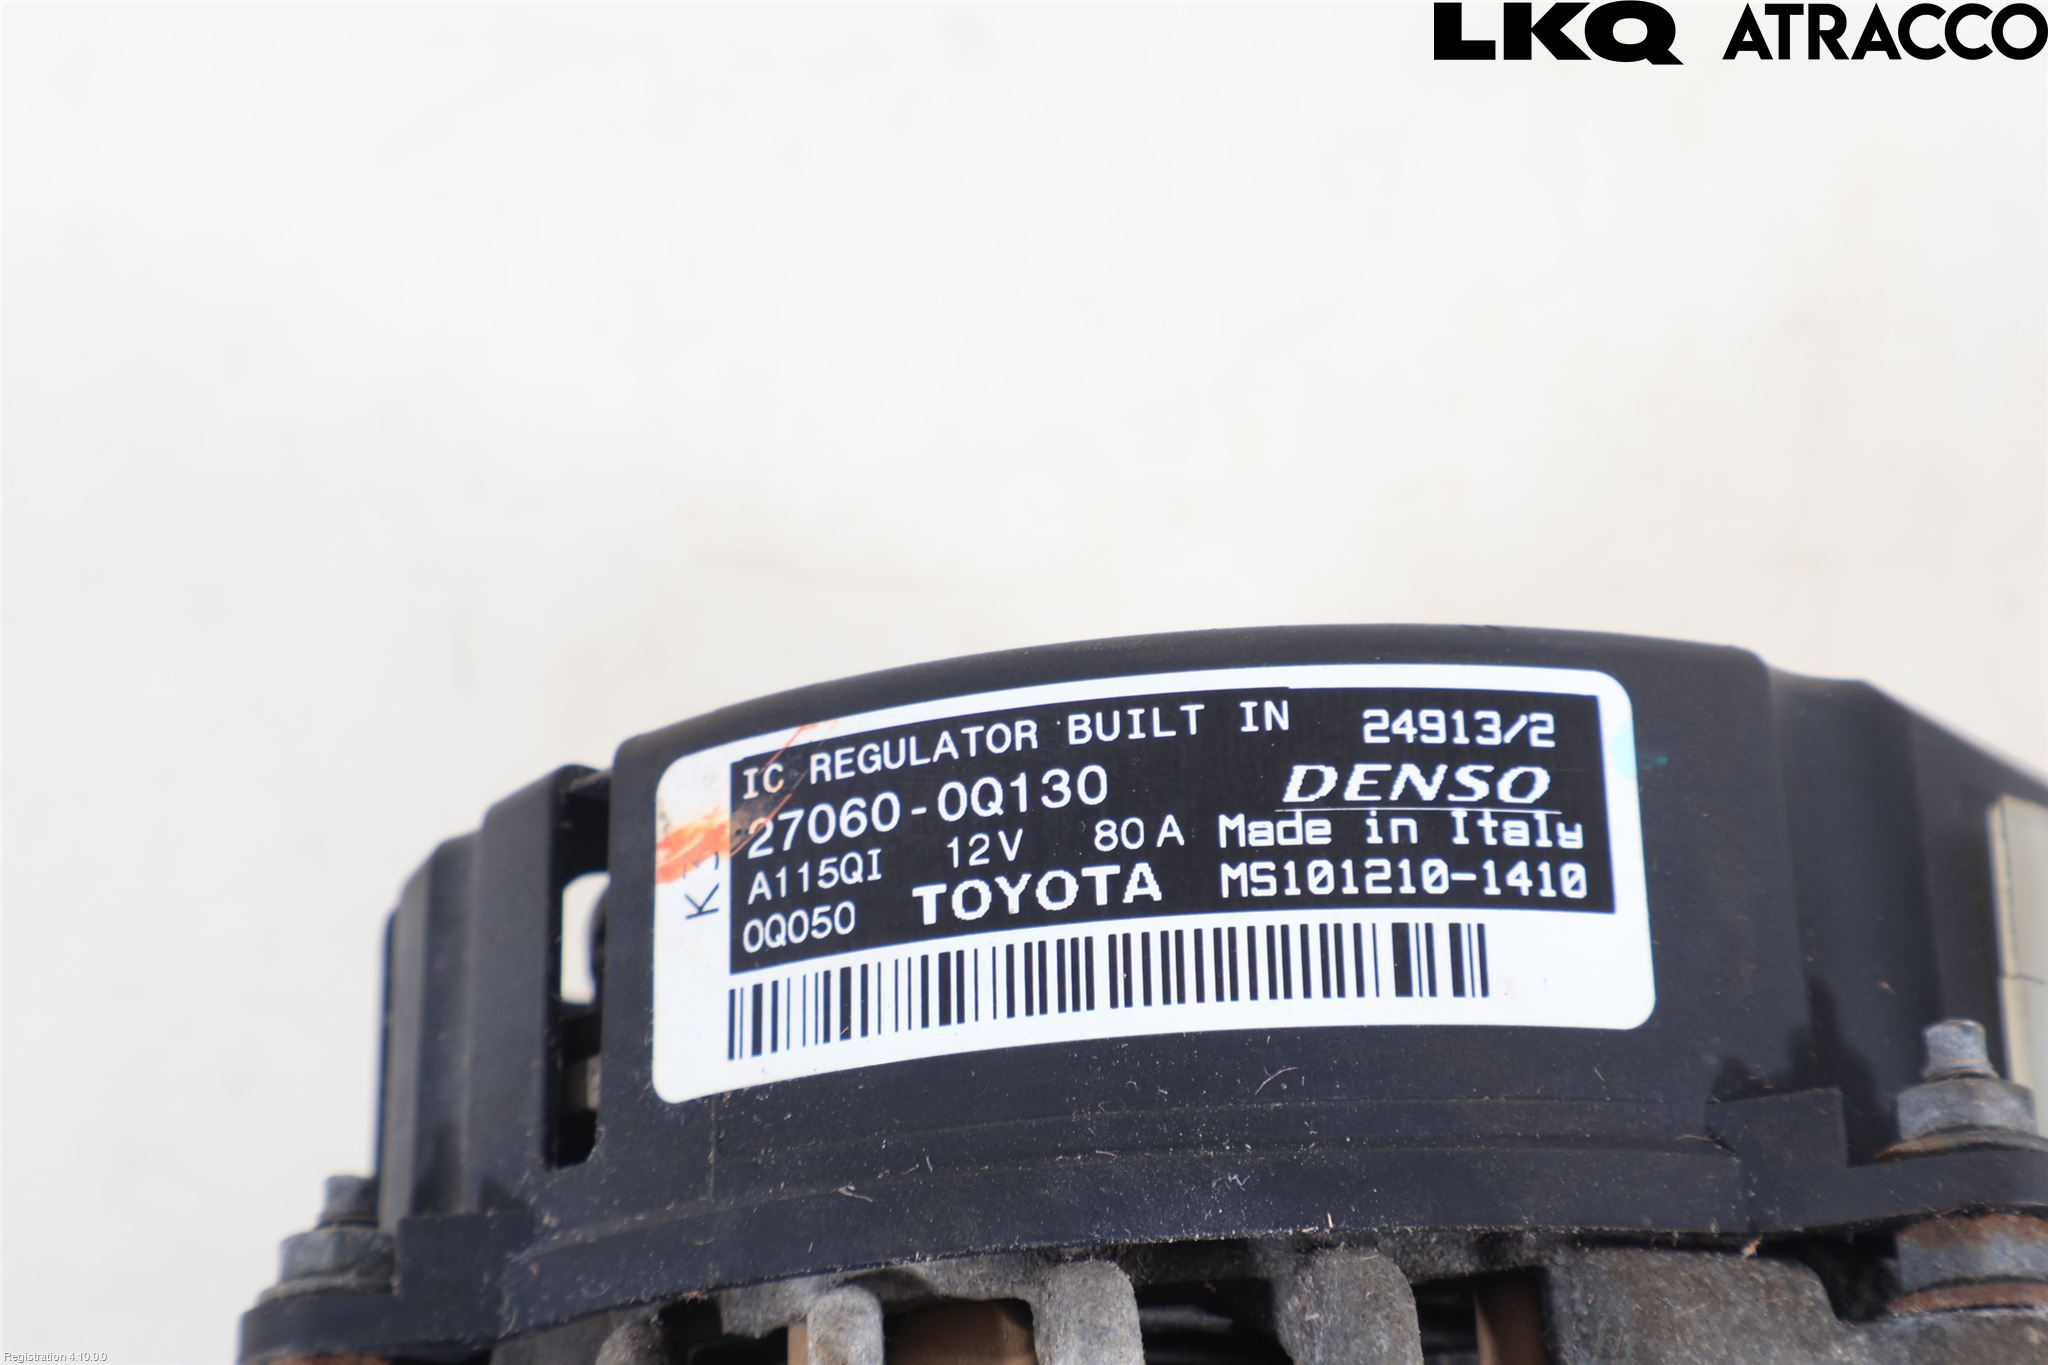 LKQ ATRACCO
IC REGULATOR BUILT IN 24913/2
27060-0Q130 DENSO
A115QI 12V 80A Made in Italy
0Q050 TOYOTA MS101210-1410
Registration 4.10.0.0